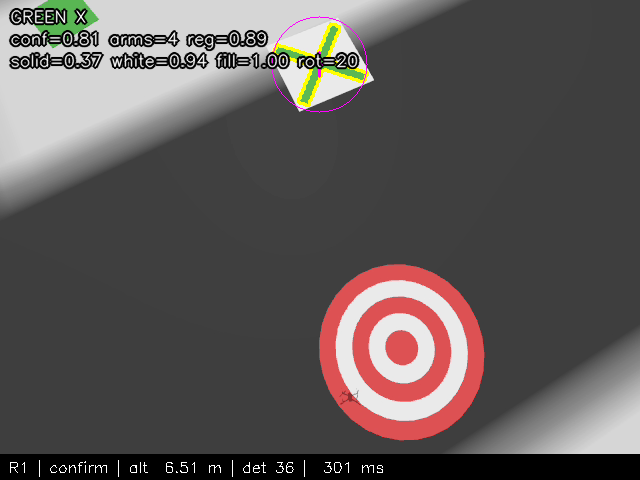 GREEN X
conf=0.81 arms=4 reg=0.89
solid=0.37 white=0.94 fill=1.00 rot=20
R1 | confirm | alt 6.51 m | det 36 | 301 ms